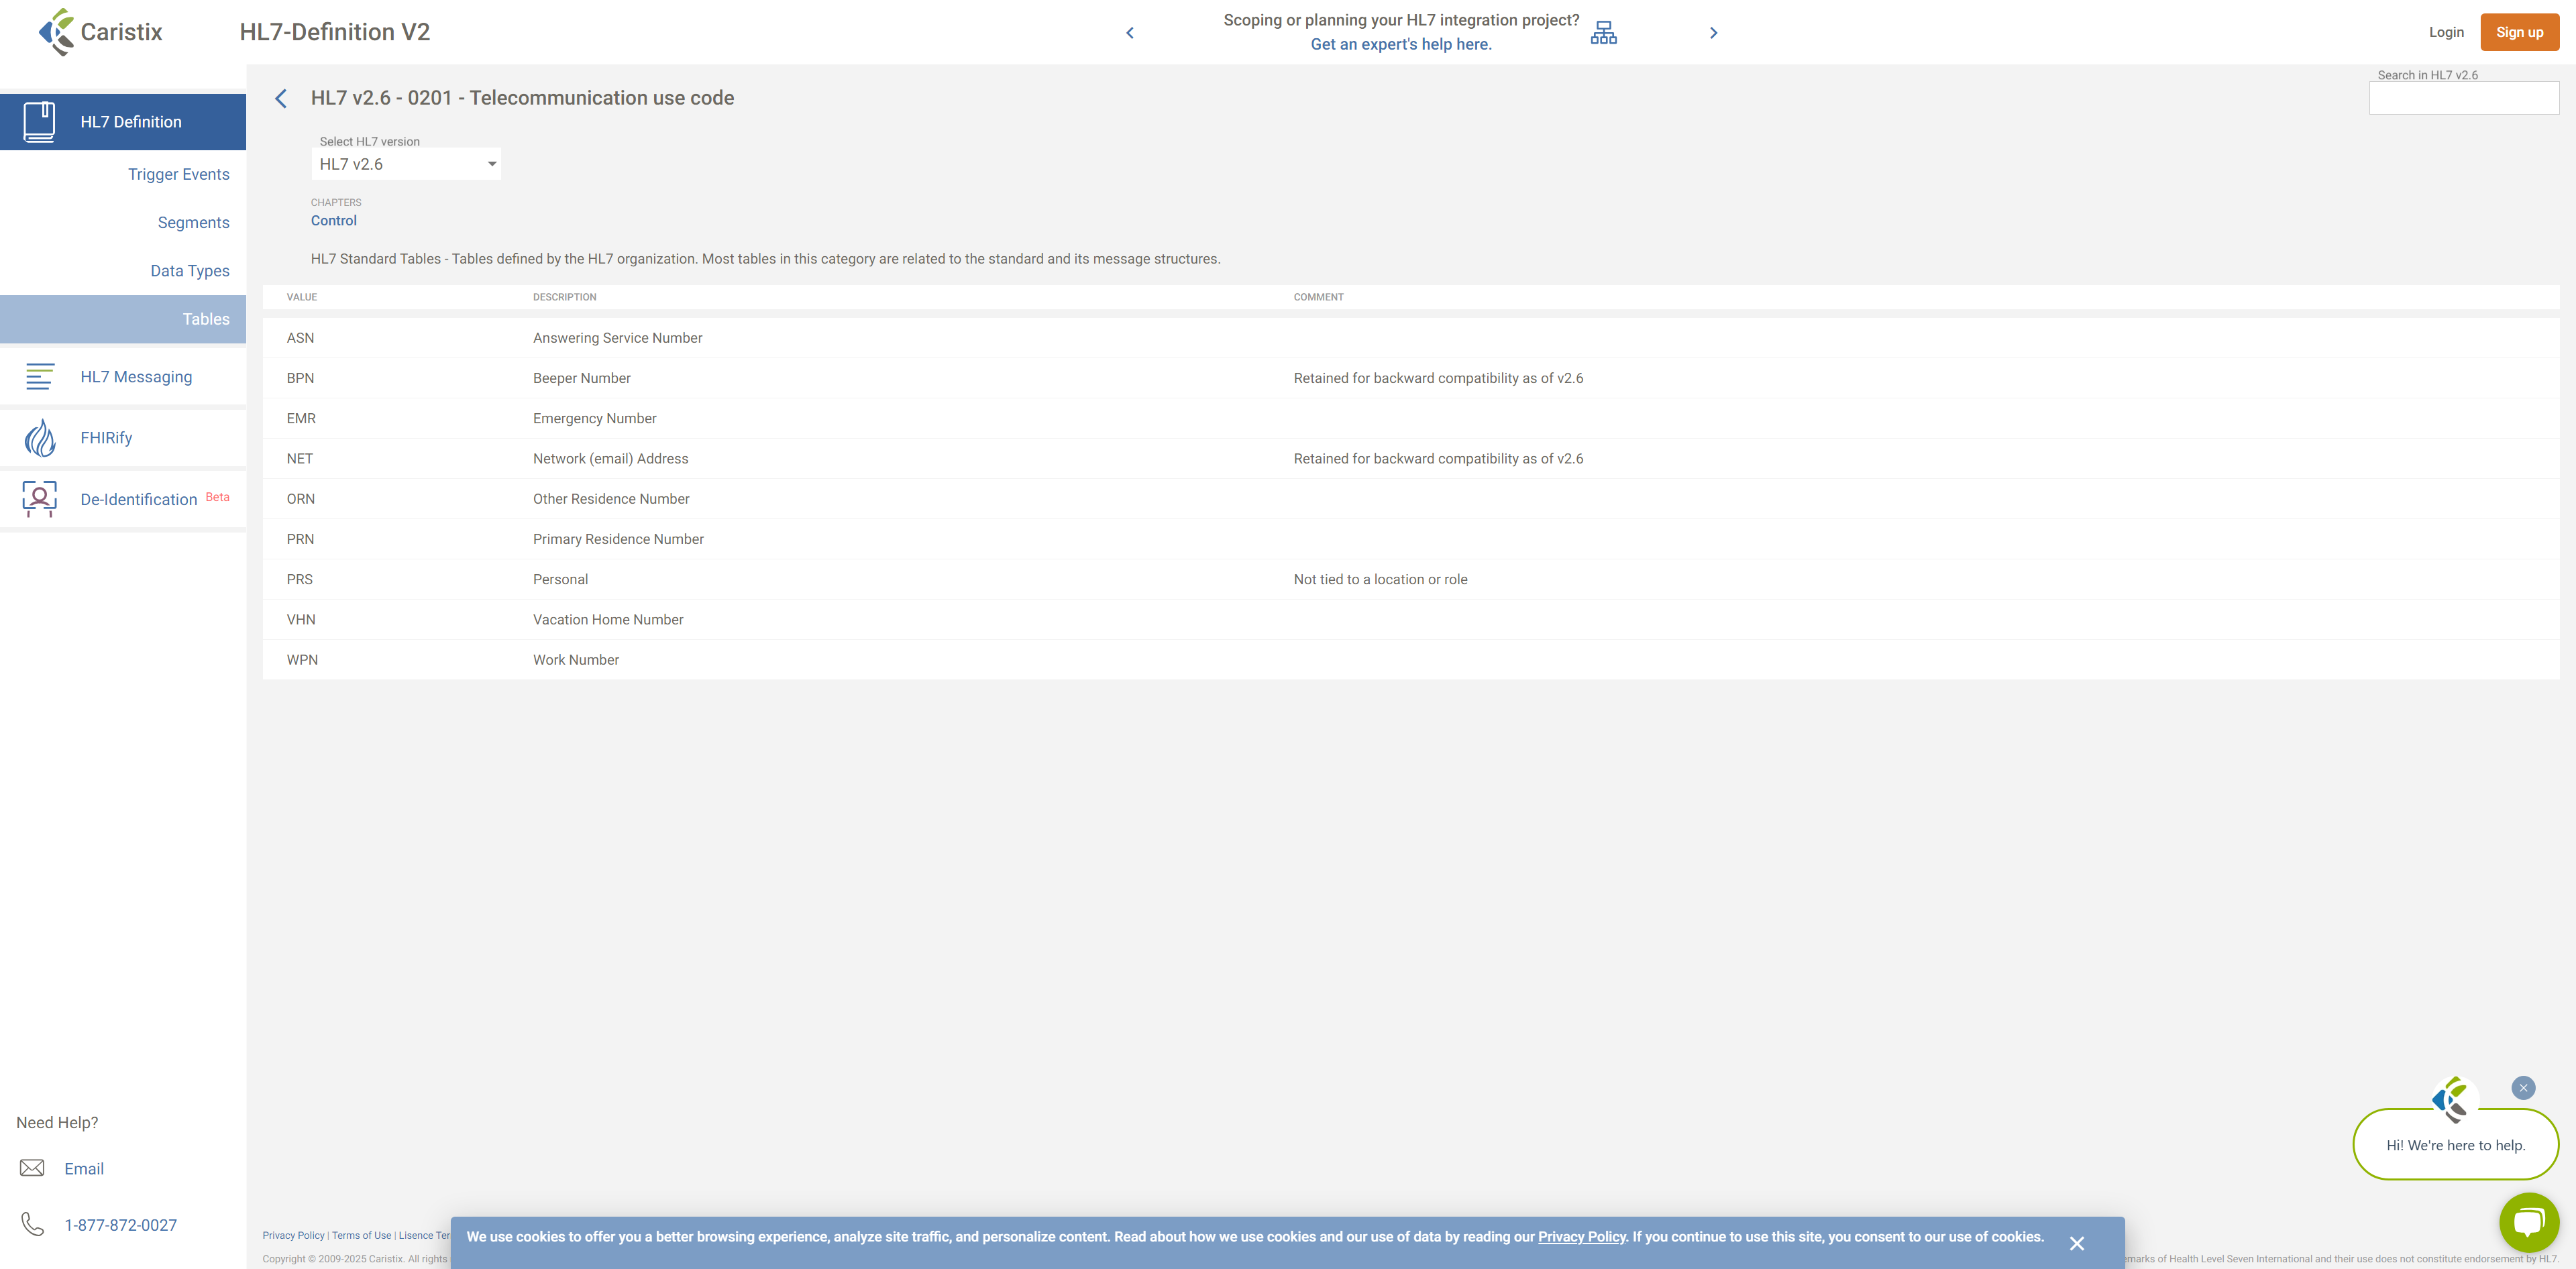 Caristix
HL7-Definition V2
Scoping or planning your HL7 integration project?
Get an expert's help here.
Login
Sign up
HL7 Definition
Trigger Events
Segments
Data Types
Tables
HL7 Messaging
FHIRify
De-Identification Beta
Need Help?
Email
1-877-872-0027
HL7 v2.6 - 0201 - Telecommunication use code
Search in HL7 v2.6
Select HL7 version
HL7 v2.6
CHAPTERS
Control
HL7 Standard Tables - Tables defined by the HL7 organization. Most tables in this category are related to the standard and its message structures.
VALUE DESCRIPTION COMMENT
ASN Answering Service Number
BPN Beeper Number Retained for backward compatibility as of v2.6
EMR Emergency Number
NET Network (email) Address Retained for backward compatibility as of v2.6
ORN Other Residence Number
PRN Primary Residence Number
PRS Personal Not tied to a location or role
VHN Vacation Home Number
WPN Work Number
Hi! We're here to help.
Privacy Policy | Terms of Use | Lisence Ter
We use cookies to offer you a better browsing experience, analyze site traffic, and personalize content. Read about how we use cookies and our use of data by reading our Privacy Policy. If you continue to use this site, you consent to our use of cookies.
Copyright © 2009-2025 Caristix. All rights
emarks of Health Level Seven International and their use does not constitute endorsement by HL7.